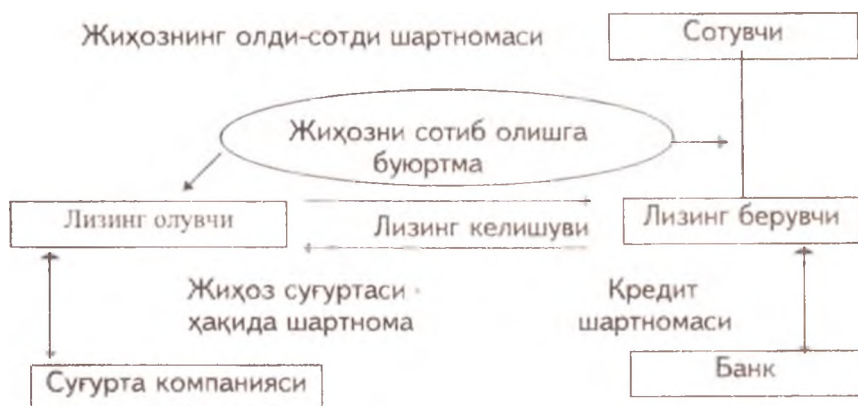 Жиҳознинг олди-сотди шартномаси
Сотувчи
Жиҳозни сотиб олишга
буюртма
Лизинг олувчи
Лизинг келишуви
Лизинг берувчи
Жиҳоз суғуртаси
ҳақида шартнома
Кредит
шартномаси
Суғурта компанияси
Банк